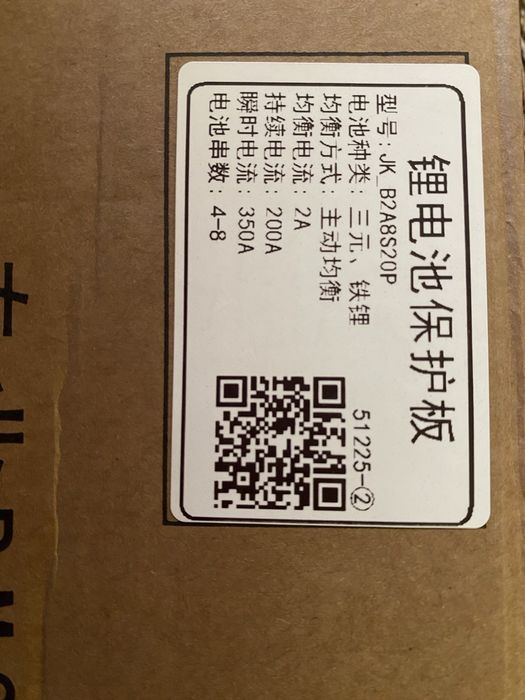 锂电池保护板
型号: JK_B2A8S20P
电池种类: 三元、铁锂
均衡方式: 主动均衡
均衡电流: 2A
持续电流: 200A
瞬时电流: 350A
电池串数: 4-8
51225-②